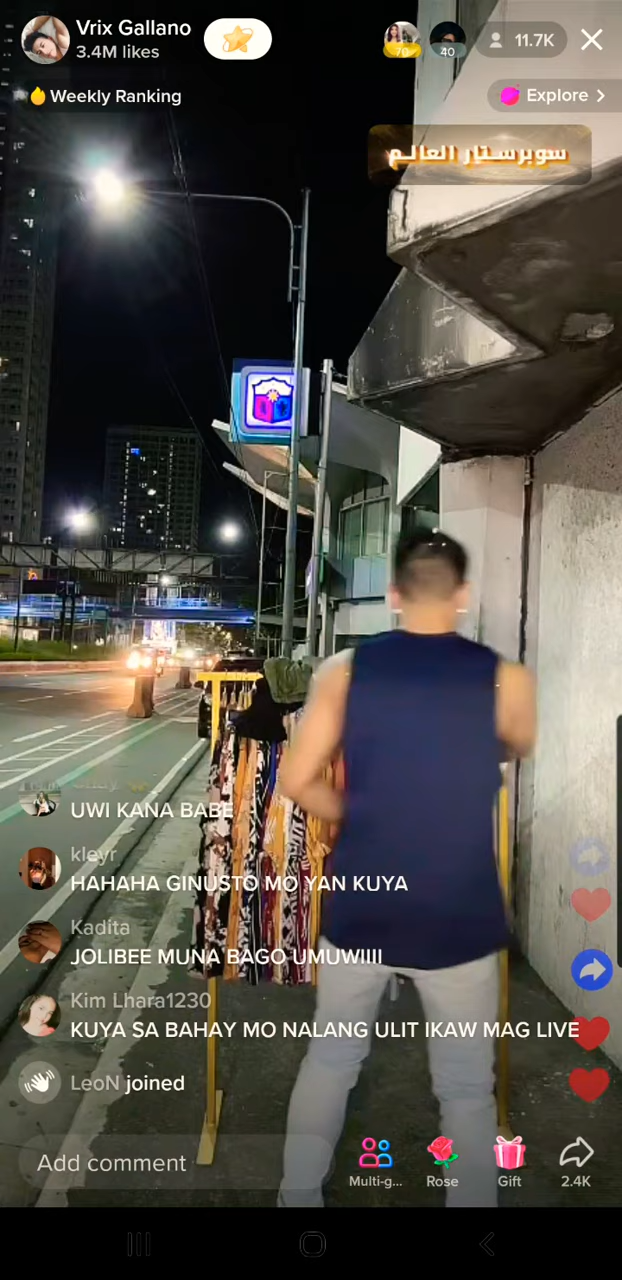 Vrix Gallano
3.4M likes
70
40
11.7K
Weekly Ranking
Explore
سوبرستار العالم
UWI KANA BABE
kleyr
HAHAHA GINUSTO MO YAN KUYA
Kadita
JOLIBEE MUNA BAGO UMUWIIII
Kim Lhara1230
KUYA SA BAHAY MO NALANG ULIT IKAW MAG LIVE
LeoN joined
Add comment
Multi-g...
Rose
Gift
2.4K